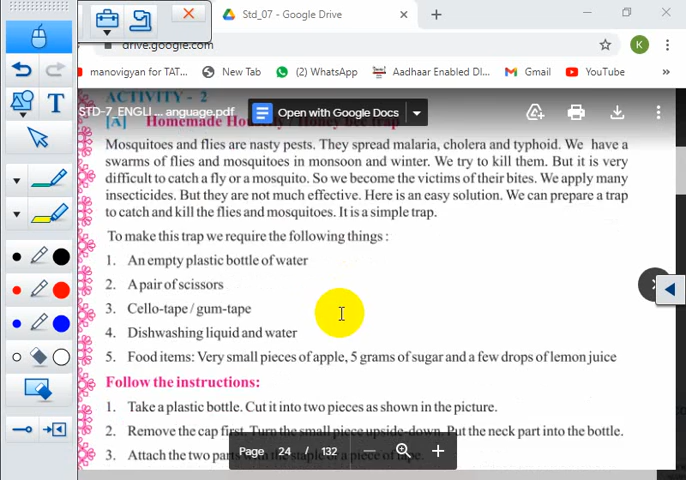 Std_07 - Google Drive
drive.google.com
K
manovigyan for TAT... New Tab (2) WhatsApp Aadhaar Enabled DI... Gmail YouTube
ACTIVITY - 2
STD-7_ENGLI ... anguage.pdf Open with Google Docs
[A] Homemade trap
Mosquitoes and flies are nasty pests. They spread malaria, cholera and typhoid. We have a
swarms of flies and mosquitoes in monsoon and winter. We try to kill them. But it is very
difficult to catch a fly or a mosquito. So we become the victims of their bites. We apply many
insecticides. But they are not much effective. Here is an easy solution. We can prepare a trap
to catch and kill the flies and mosquitoes. It is a simple trap.
To make this trap we require the following things :
1. An empty plastic bottle of water
2. A pair of scissors
3. Cello-tape / gum-tape
4. Dishwashing liquid and water
5. Food items: Very small pieces of apple, 5 grams of sugar and a few drops of lemon juice
Follow the instructions:
1. Take a plastic bottle. Cut it into two pieces as shown in the picture.
2. Remove the cap first. Turn the small piece upside-down. Put the neck part into the bottle.
3. Attach the two parts with the staple or a piece of tape.
Page 24 / 132
T